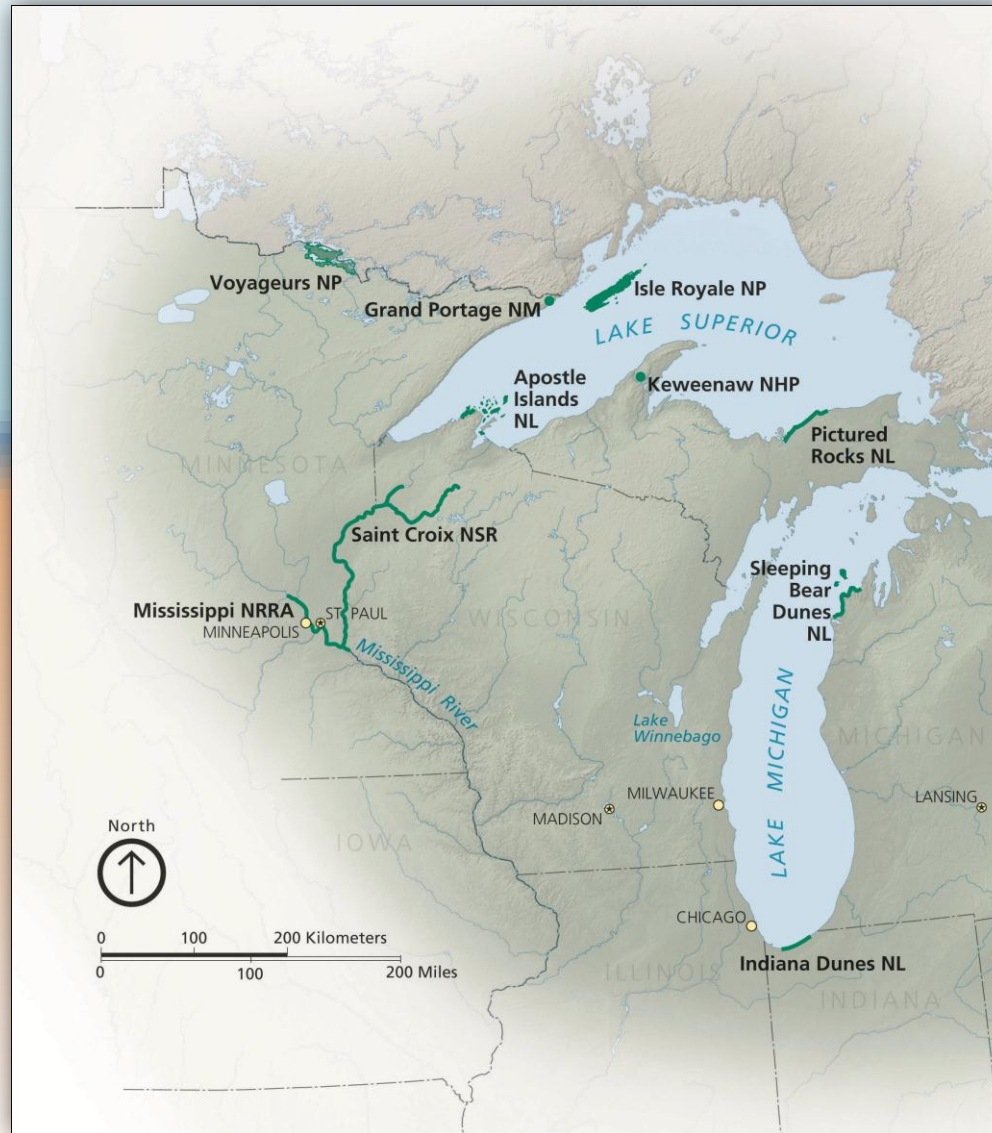 Voyageurs NP
Grand Portage NM
Isle Royale NP
LAKE SUPERIOR
Apostle
Islands
NL
Keweenaw NHP
Pictured
Rocks NL
MINNESOTA
Saint Croix NSR
Sleeping
Bear
Dunes
NL
Mississippi NRRA
ST. PAUL
MINNEAPOLIS
WISCONSIN
Mississippi River
Lake
Winnebago
LAKE MICHIGAN
MICHIGAN
MILWAUKEE
MADISON
LANSING
North
IOWA
CHICAGO
0 100 200 Kilometers
0 100 200 Miles
Indiana Dunes NL
ILLINOIS
INDIANA